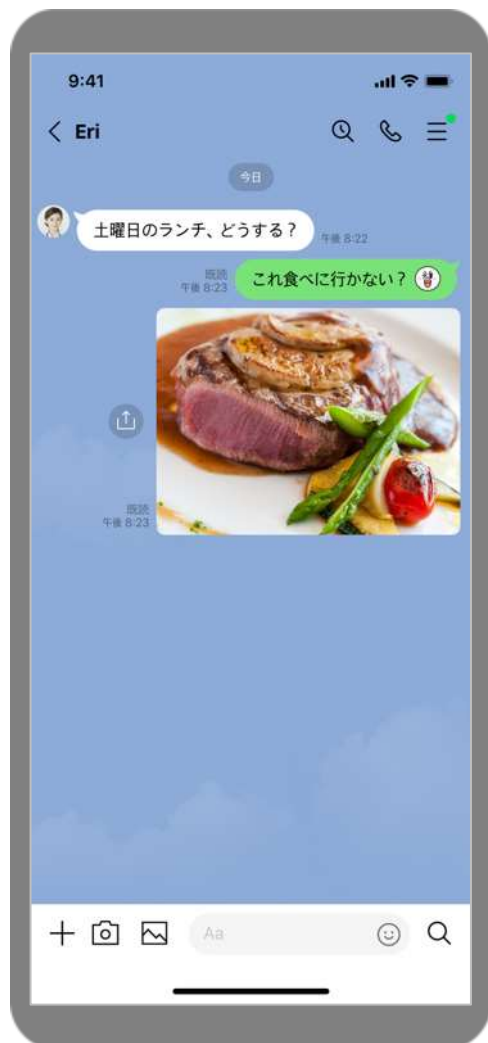 9:41
Eri
今日
土曜日のランチ、どうする?
午後 8:22
既読
午後 8:23
これ食べに行かない?
既読
午後 8:23
Aa